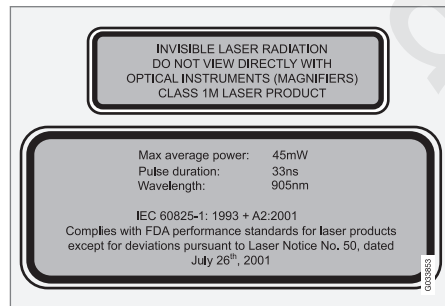 INVISIBLE LASER RADIATION
DO NOT VIEW DIRECTLY WITH
OPTICAL INSTRUMENTS (MAGNIFIERS)
CLASS 1M LASER PRODUCT
Max average power: 45mW
Pulse duration: 33ns
Wavelength: 905nm
IEC 60825-1: 1993 + A2:2001
Complies with FDA performance standards for laser products
except for deviations pursuant to Laser Notice No. 50, dated
July 26th, 2001
G033853